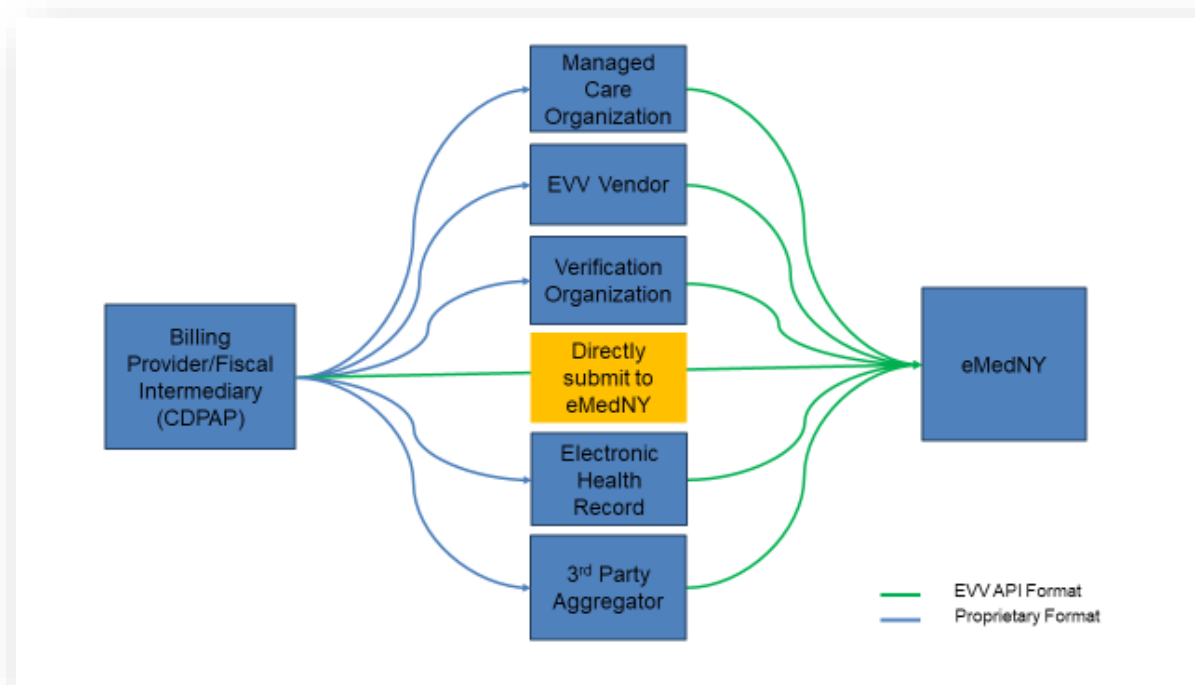 Managed
Care
Organization
EVV Vendor
Verification
Organization
Billing
Provider/Fiscal
Intermediary
(CDPAP)
Directly
submit to
eMedNY
eMedNY
Electronic
Health
Record
3rd Party
Aggregator
EVV API Format
Proprietary Format